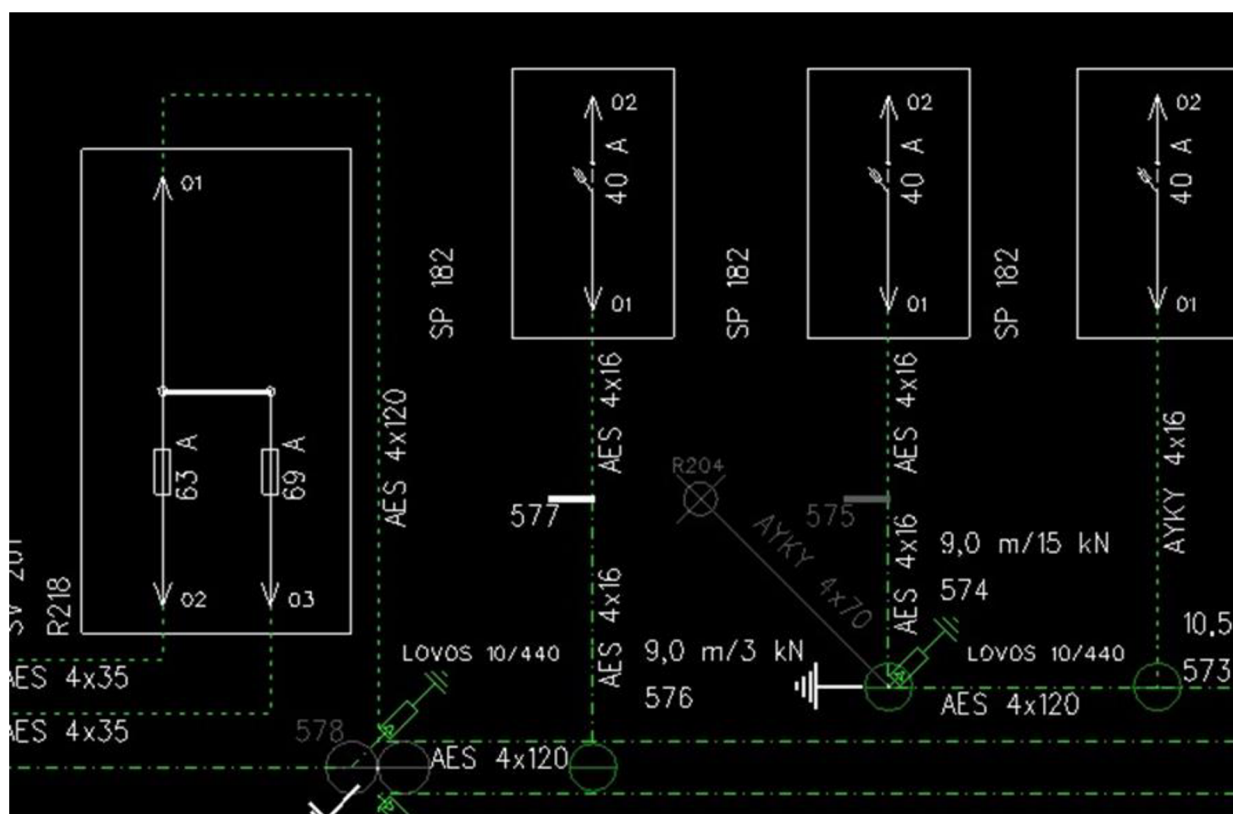 O2
40 A
O1
SP 182
AES 4x16
577
AES 4x16
O2
40 A
O1
SP 182
AES 4x16
575
AES 4x16
9,0 m/15 kN
574
O2
40 A
O1
SP 182
AYKY 4x16
10.5
573
O1
63 A
69 A
O2
O3
R218
AES 4x35
AES 4x35
AES 4x120
LOVOS 10/440
578
AES 4x120
9,0 m/3 kN
576
R204
AYKY 4x70
LOVOS 10/440
AES 4x120